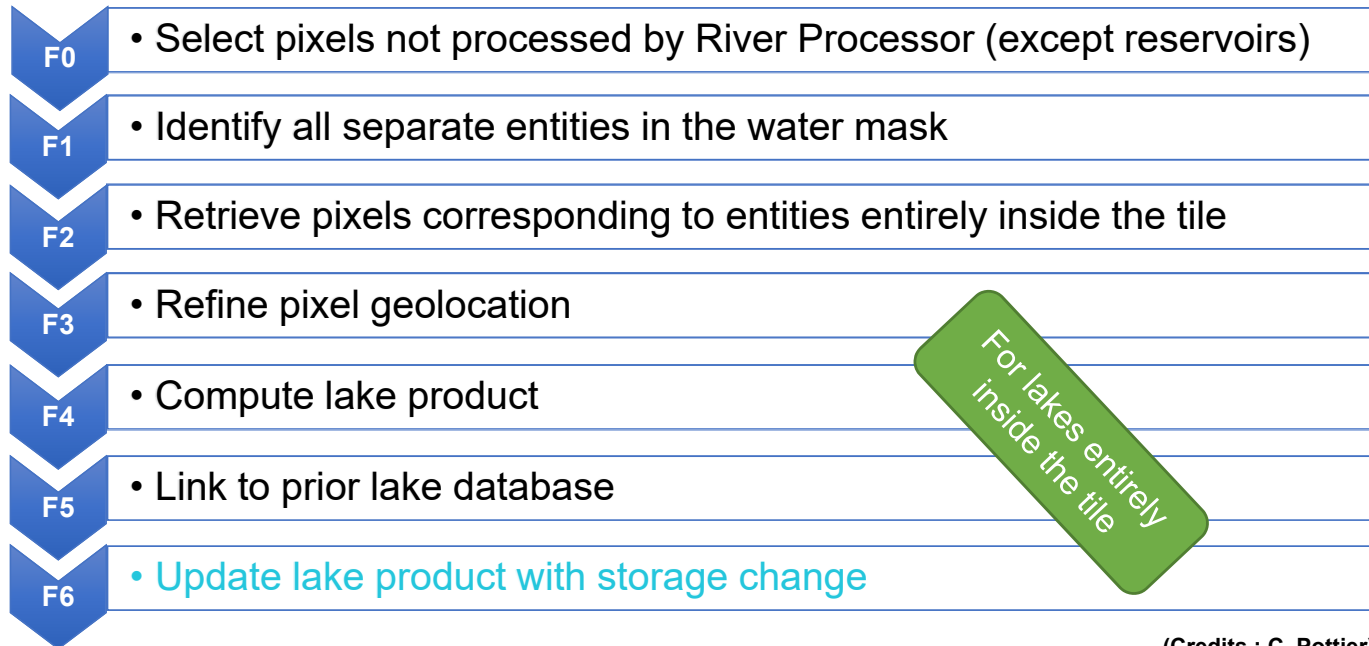 F0
• Select pixels not processed by River Processor (except reservoirs)
F1
• Identify all separate entities in the water mask
F2
• Retrieve pixels corresponding to entities entirely inside the tile
F3
• Refine pixel geolocation
F4
• Compute lake product
For lakes entirely
inside the tile
F5
• Link to prior lake database
F6
• Update lake product with storage change
(Credits : C. Pottier)